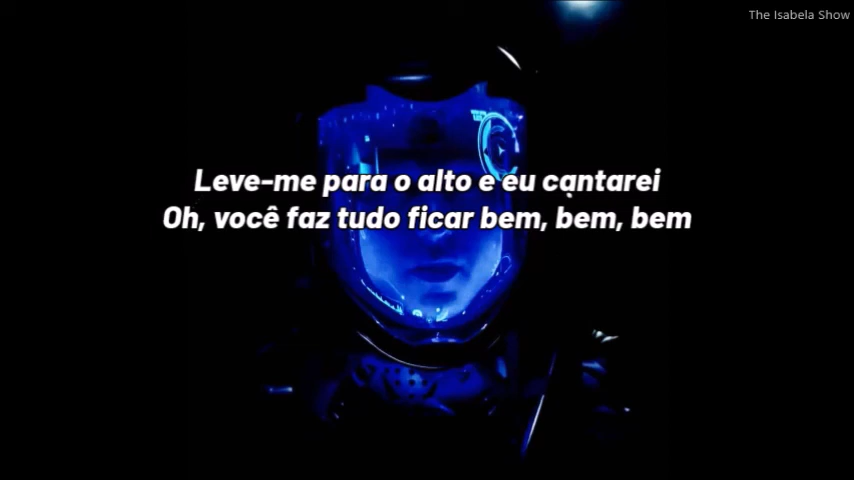 The Isabela Show
Leve-me para o alto e eu cantarei
Oh, você faz tudo ficar bem, bem, bem